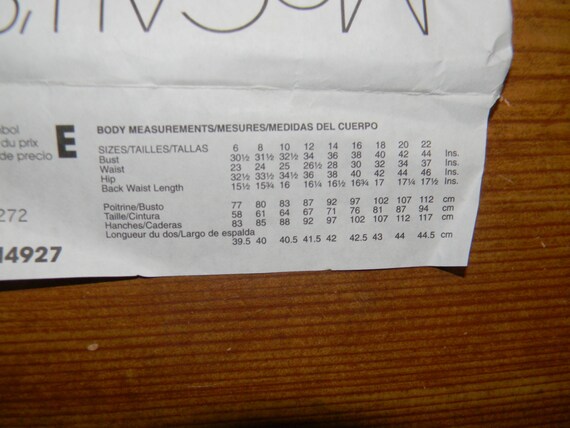 McCall's
BODY MEASUREMENTS/MESURES/MEDIDAS DEL CUERPO
bol
du prix
de precio E
SIZES/TAILLES/TALLAS 6 8 10 12 14 16 18 20 22
Bust 30½ 31½ 32½ 34 36 38 40 42 44 Ins.
Waist 23 24 25 26½ 28 30 32 34 37 Ins.
Hip 32½ 33½ 34½ 36 38 40 42 44 46 Ins.
Back Waist Length 15½ 15¾ 16 16¼ 16½ 16¾ 17 17¼ 17½ Ins.
Poitrine/Busto 77 80 83 87 92 97 102 107 112 cm
Taille/Cintura 58 61 64 67 71 76 81 87 94 cm
Hanches/Caderas 83 85 88 92 97 102 107 112 117 cm
Longueur du dos/Largo de espalda
39.5 40 40.5 41.5 42 42.5 43 44 44.5 cm
272
14927